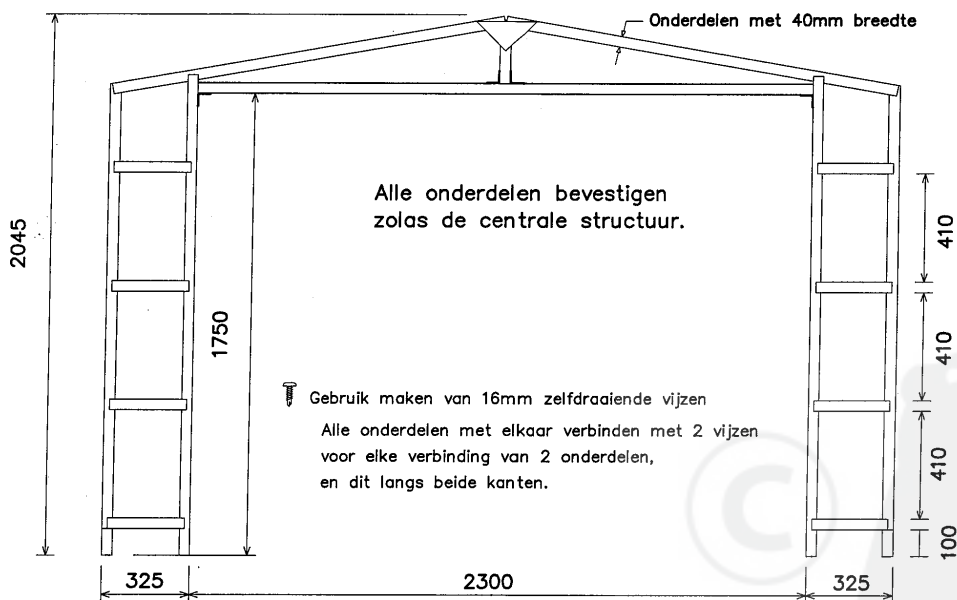 Onderdelen met 40mm breedte
Alle onderdelen bevestigen
zolas de centrale structuur.
2045
1750
410
410
410
100
Gebruik maken van 16mm zelfdraaiende vijzen
Alle onderdelen met elkaar verbinden met 2 vijzen
voor elke verbinding van 2 onderdelen,
en dit langs beide kanten.
©
325
2300
325